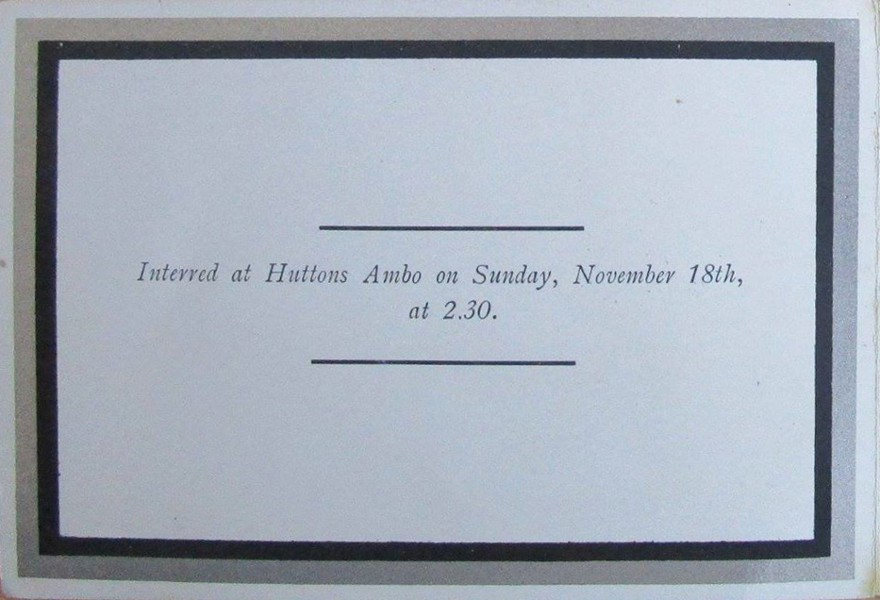 Interred at Huttons Ambo on Sunday, November 18th,
at 2.30.